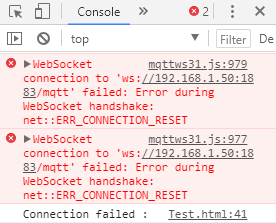 Console
2
top
Filter
▶WebSocket mqttws31.js:979
connection to 'ws://192.168.1.50:18
83/mqtt' failed: Error during
WebSocket handshake:
net::ERR_CONNECTION_RESET
▶WebSocket mqttws31.js:977
connection to 'ws://192.168.1.50:18
83/mqtt' failed: Error during
WebSocket handshake:
net::ERR_CONNECTION_RESET
Connection failed : Test.html:41